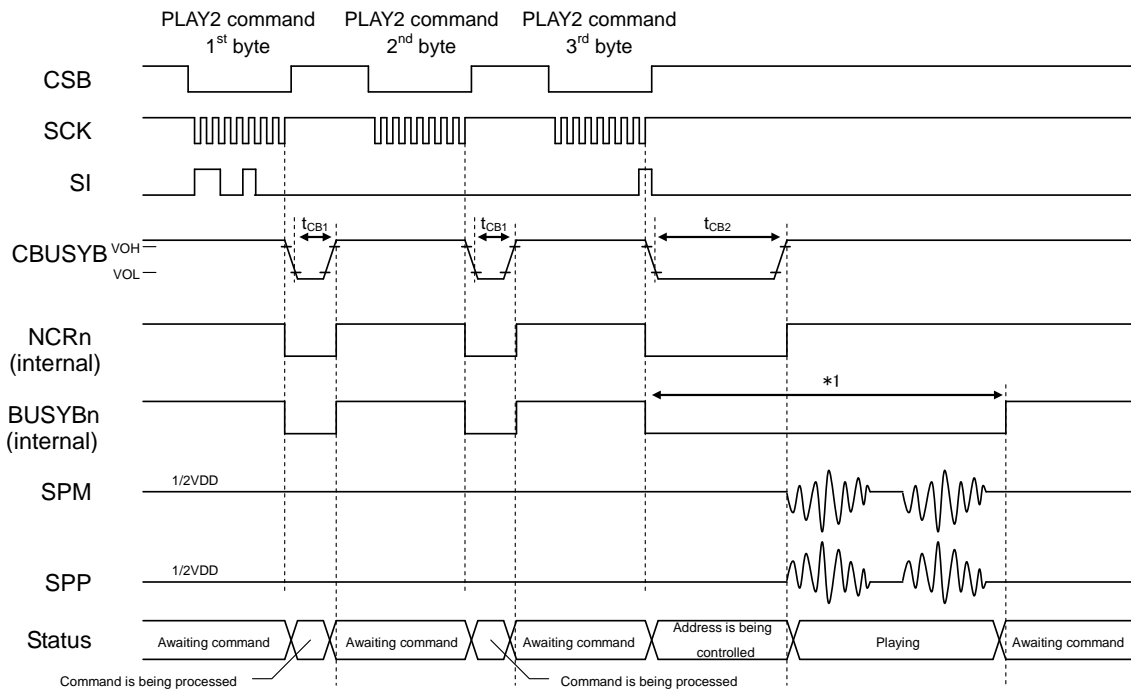 PLAY2 command
1st byte
PLAY2 command
2nd byte
PLAY2 command
3rd byte
CSB
SCK
SI
tCB1
tCB1
tCB2
CBUSYB
VOH
VOL
NCRn
(internal)
*1
BUSYBn
(internal)
SPM
1/2VDD
SPP
1/2VDD
Status
Awaiting command
Awaiting command
Awaiting command
Address is being
controlled
Playing
Awaiting command
Command is being processed
Command is being processed